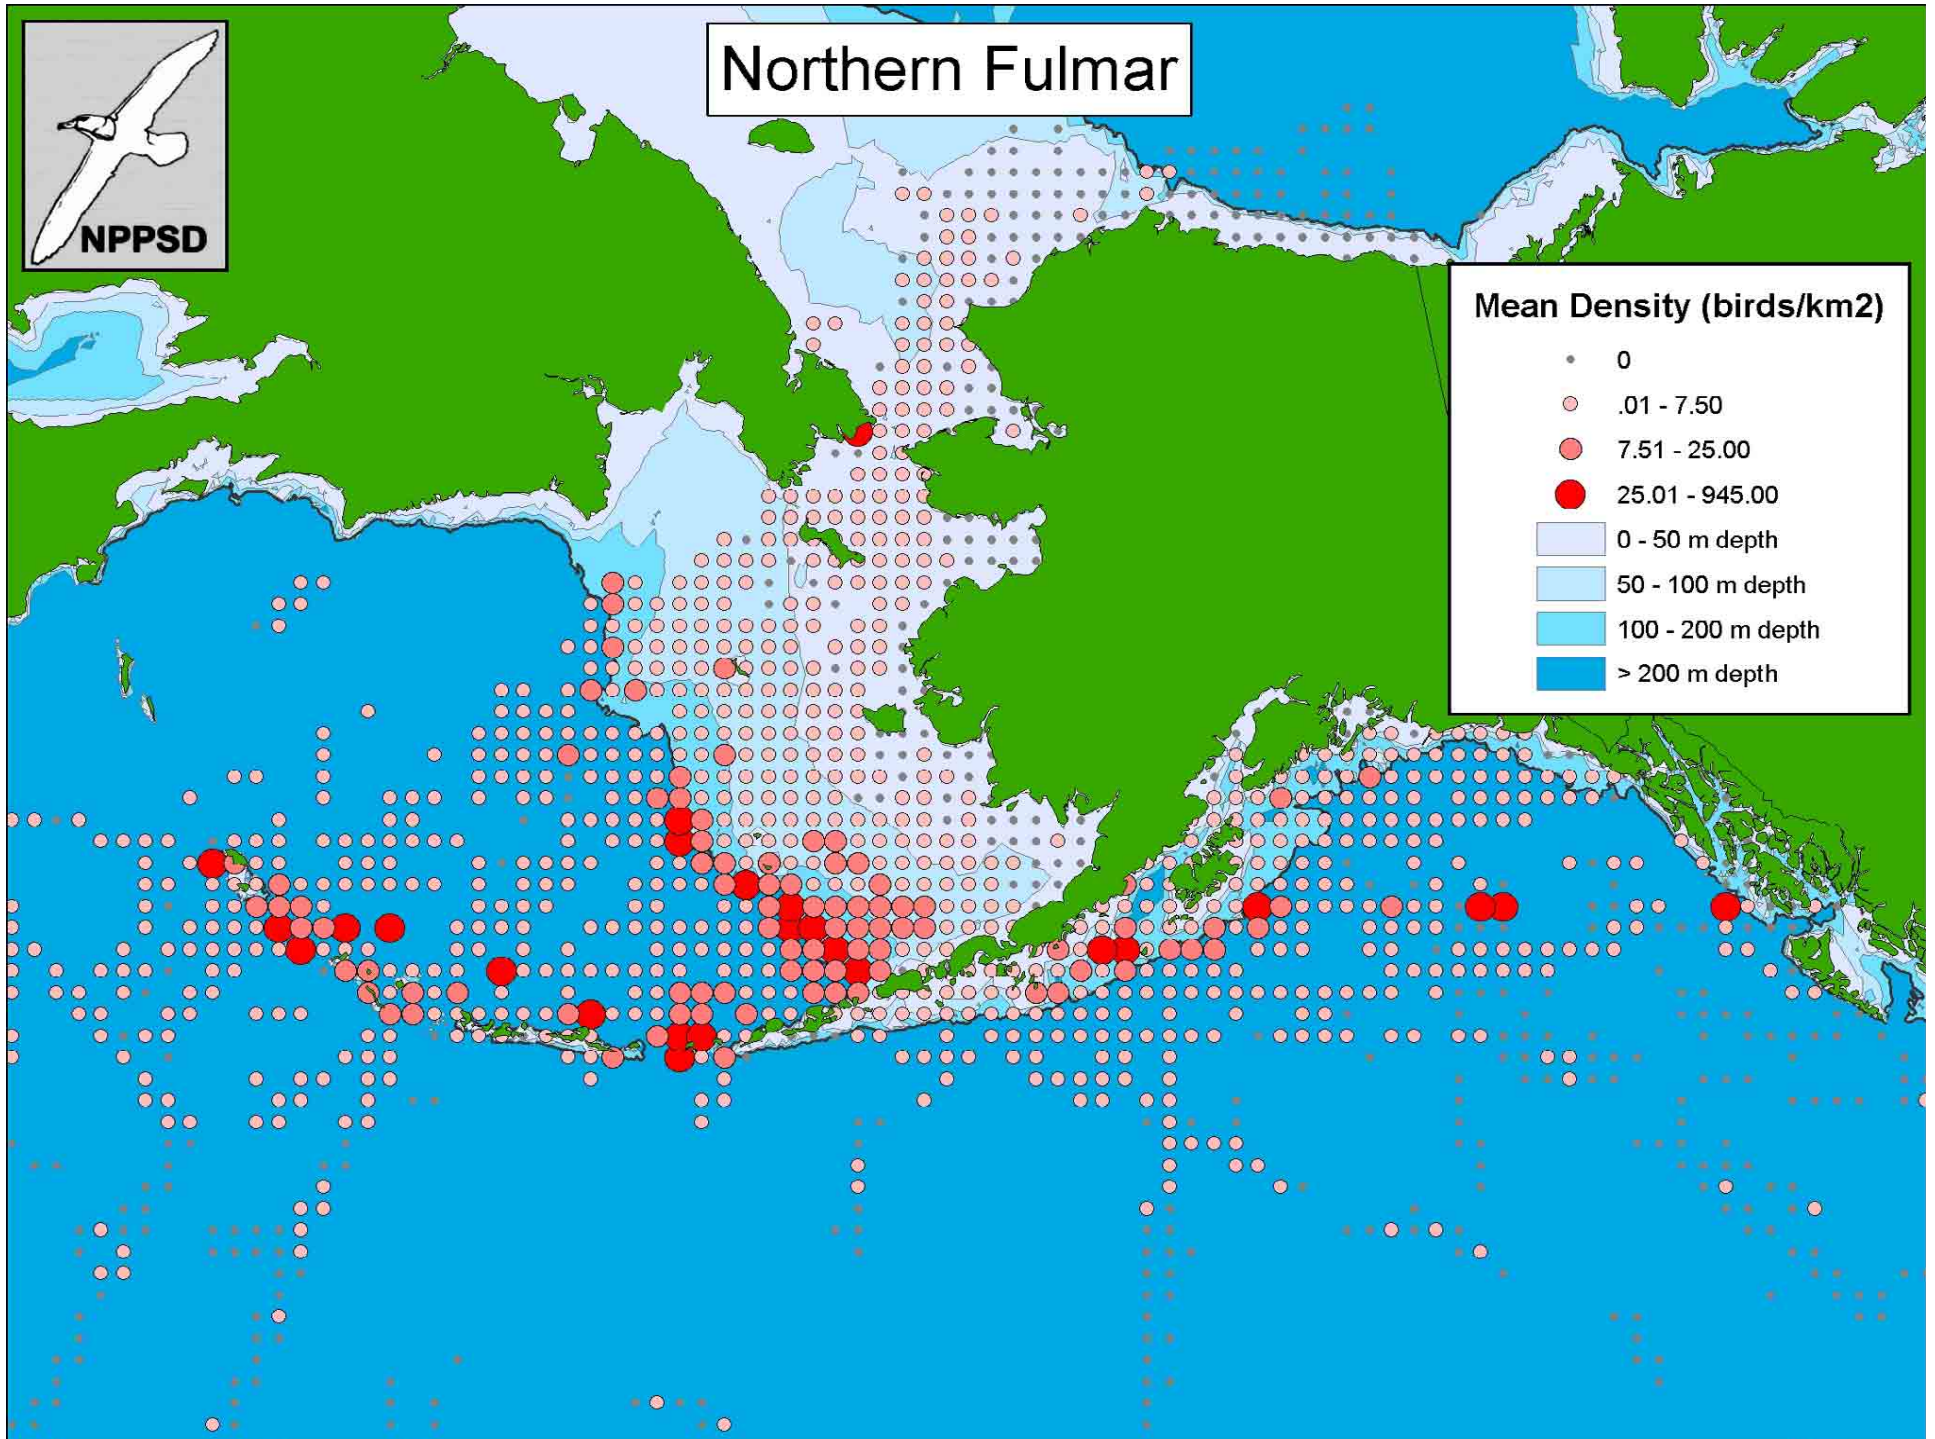 Northern Fulmar
NPPSD
Mean Density (birds/km2)
0
.01 - 7.50
7.51 - 25.00
25.01 - 945.00
0 - 50 m depth
50 - 100 m depth
100 - 200 m depth
> 200 m depth